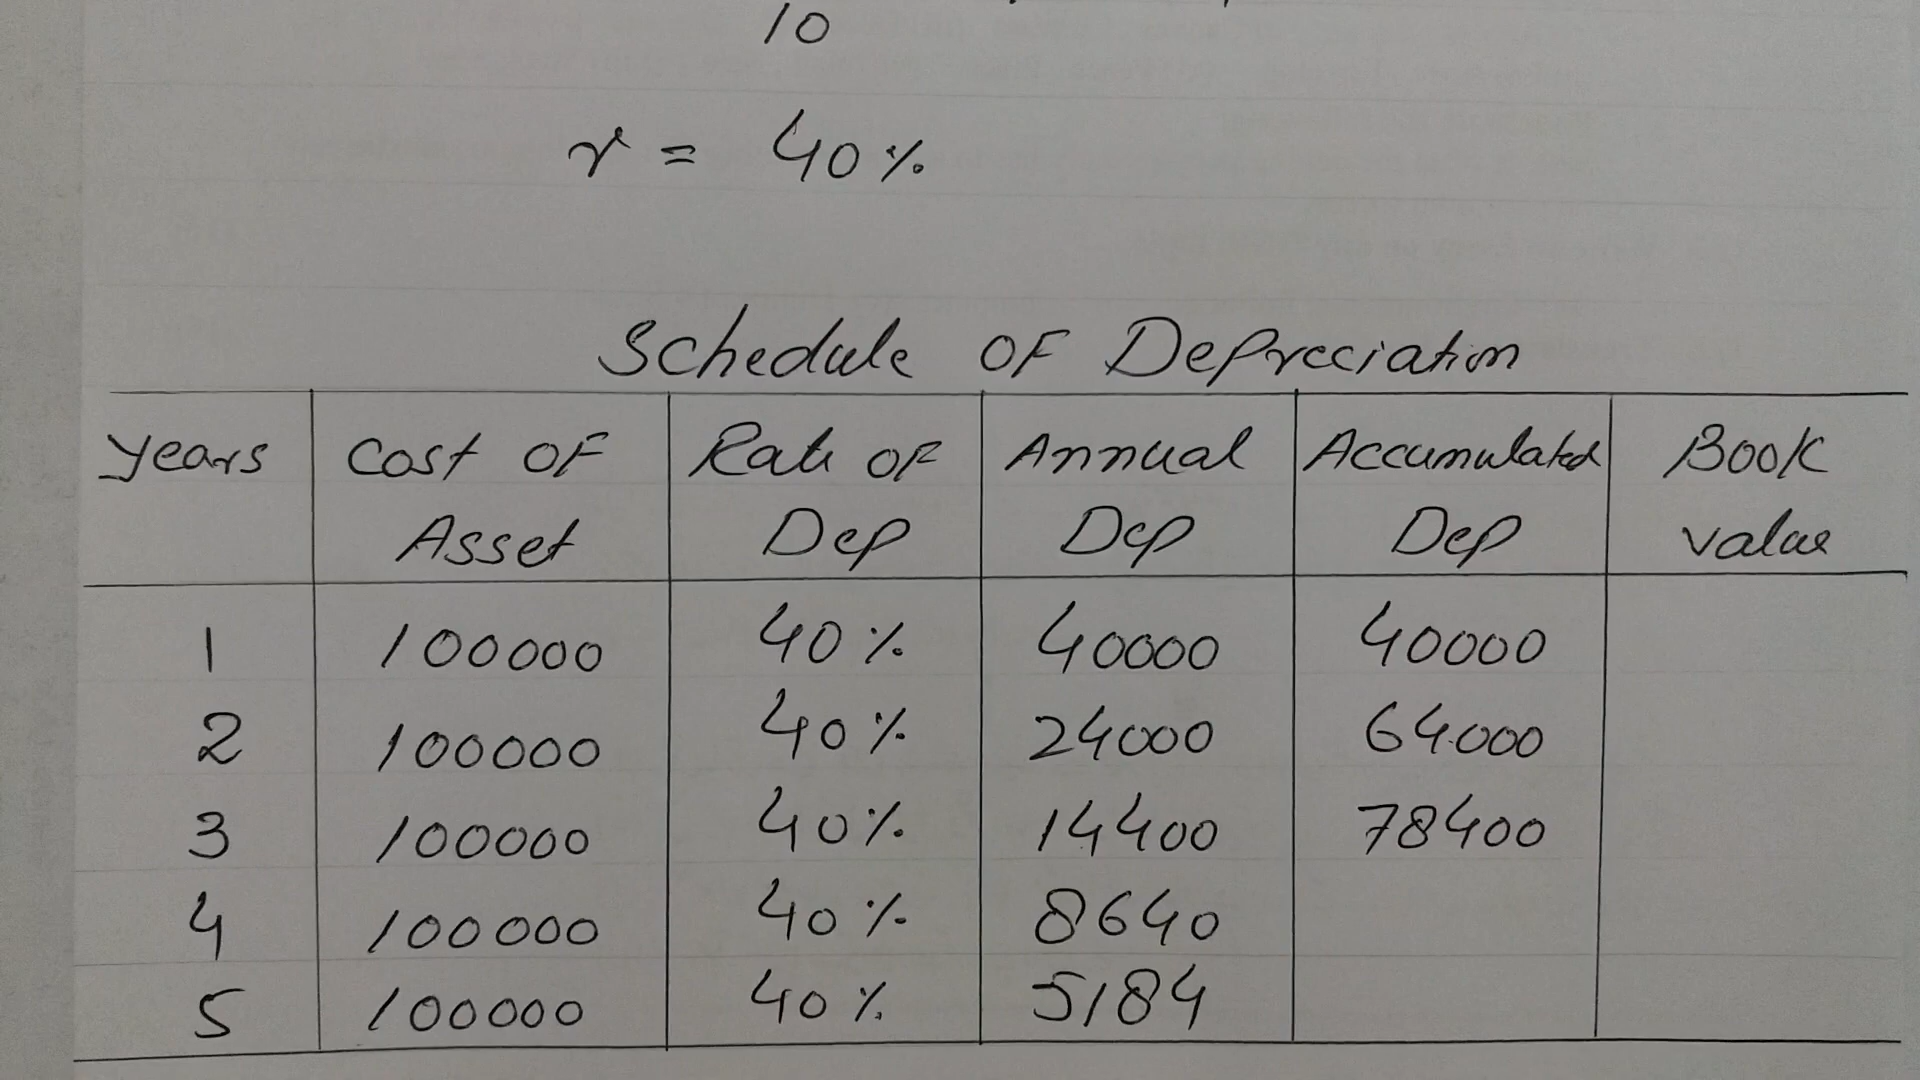 10
r = 40%
Schedule OF Depreciation
Years Cost OF Asset Rate OF Dep Annual Dep Accumulated Dep Book value
1 100000 40% 40000 40000
2 100000 40% 24000 64000
3 100000 40% 14400 78400
4 100000 40% 8640
5 100000 40% 5184